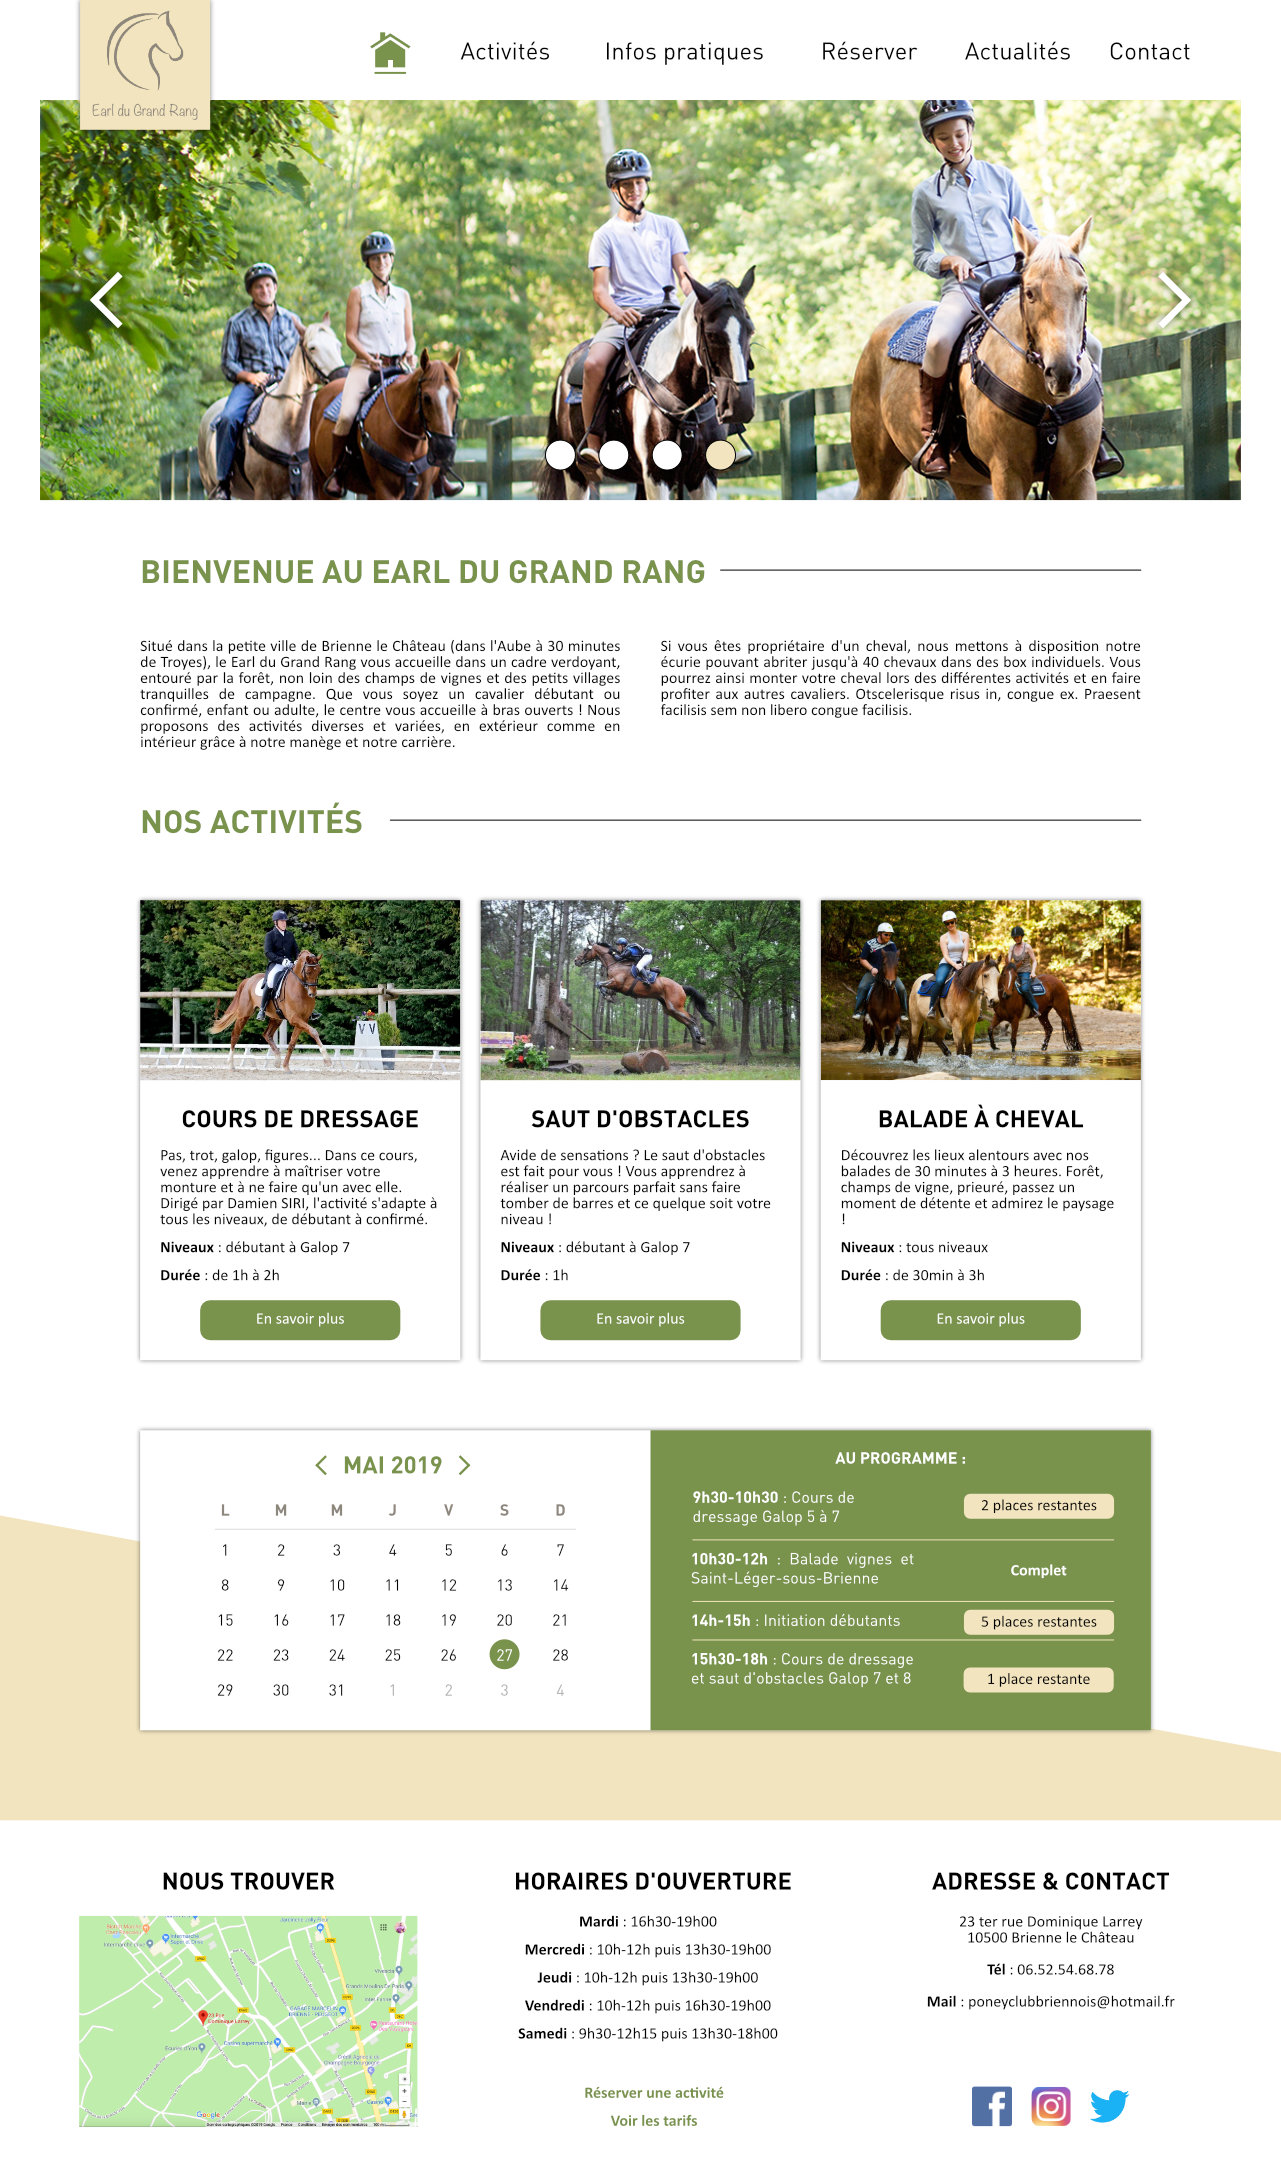 Earl du Grand Rang
Activités Infos pratiques Réserver Actualités Contact
BIENVENUE AU EARL DU GRAND RANG
Situé dans la petite ville de Brienne le Château (dans l'Aube à 30 minutes
de Troyes), le Earl du Grand Rang vous accueille dans un cadre verdoyant,
entouré par la forêt, non loin des champs de vignes et des petits villages
tranquilles de campagne. Que vous soyez un cavalier débutant ou
confirmé, enfant ou adulte, le centre vous accueille à bras ouverts ! Nous
proposons des activités diverses et variées, en extérieur comme en
intérieur grâce à notre manège et notre carrière.
Si vous êtes propriétaire d'un cheval, nous mettons à disposition notre
écurie pouvant abriter jusqu'à 40 chevaux dans des box individuels. Vous
pourrez ainsi monter votre cheval lors des différentes activités et en faire
profiter aux autres cavaliers. Otscelerisque risus in, congue ex. Praesent
facilisis sem non libero congue facilisis.
NOS ACTIVITÉS
COURS DE DRESSAGE
Pas, trot, galop, figures... Dans ce cours,
venez apprendre à maîtriser votre
monture et à ne faire qu'un avec elle.
Dirigé par Damien SIRI, l'activité s'adapte à
tous les niveaux, de débutant à confirmé.
Niveaux : débutant à Galop 7
Durée : de 1h à 2h
En savoir plus
SAUT D'OBSTACLES
Avide de sensations ? Le saut d'obstacles
est fait pour vous ! Vous apprendrez à
réaliser un parcours parfait sans faire
tomber de barres et ce quelque soit votre
niveau !
Niveaux : débutant à Galop 7
Durée : 1h
En savoir plus
BALADE À CHEVAL
Découvrez les lieux alentours avec nos
balades de 30 minutes à 3 heures. Forêt,
champs de vigne, prieuré, passez un
moment de détente et admirez le paysage
!
Niveaux : tous niveaux
Durée : de 30min à 3h
En savoir plus
MAI 2019
L M M J V S D
1 2 3 4 5 6 7
8 9 10 11 12 13 14
15 16 17 18 19 20 21
22 23 24 25 26 27 28
29 30 31 1 2 3 4
AU PROGRAMME :
9h30-10h30 : Cours de
dressage Galop 5 à 7
2 places restantes
10h30-12h : Balade vignes et
Saint-Léger-sous-Brienne
Complet
14h-15h : Initiation débutants
5 places restantes
15h30-18h : Cours de dressage
et saut d'obstacles Galop 7 et 8
1 place restante
NOUS TROUVER
23 Rue
Dominique Larrey
Casino supermarché
Google
HORAIRES D'OUVERTURE
Mardi : 16h30-19h00
Mercredi : 10h-12h puis 13h30-19h00
Jeudi : 10h-12h puis 13h30-19h00
Vendredi : 10h-12h puis 16h30-19h00
Samedi : 9h30-12h15 puis 13h30-18h00
Réserver une activité
Voir les tarifs
ADRESSE & CONTACT
23 ter rue Dominique Larrey
10500 Brienne le Château
Tél : 06.52.54.68.78
Mail : poneyclubbriennois@hotmail.fr